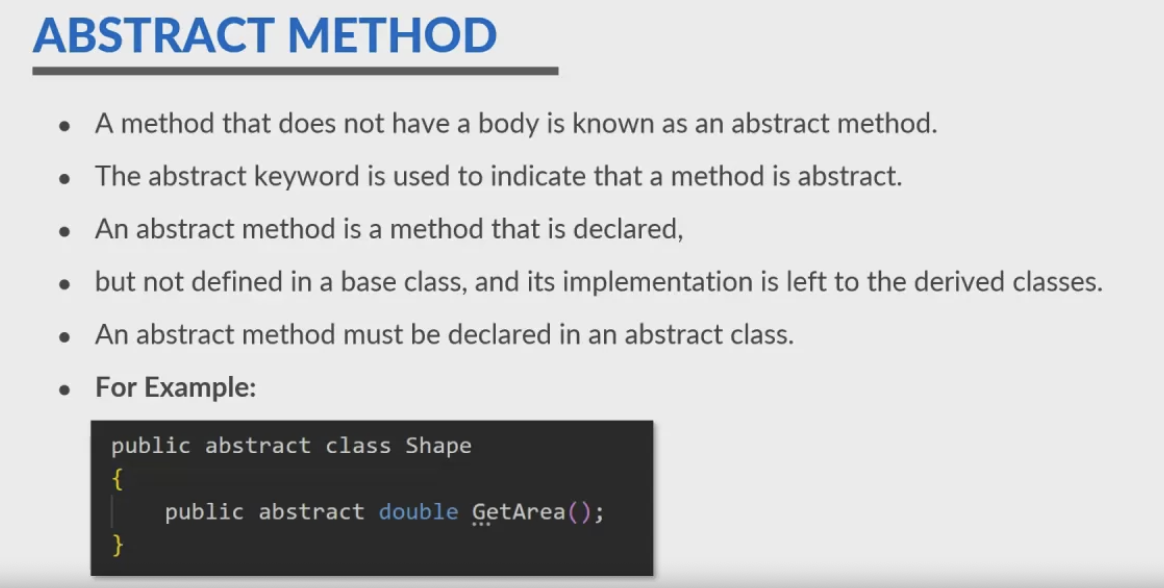 ABSTRACT METHOD
• A method that does not have a body is known as an abstract method.
• The abstract keyword is used to indicate that a method is abstract.
• An abstract method is a method that is declared,
• but not defined in a base class, and its implementation is left to the derived classes.
• An abstract method must be declared in an abstract class.
• For Example:
public abstract class Shape
{
    public abstract double GetArea();
}